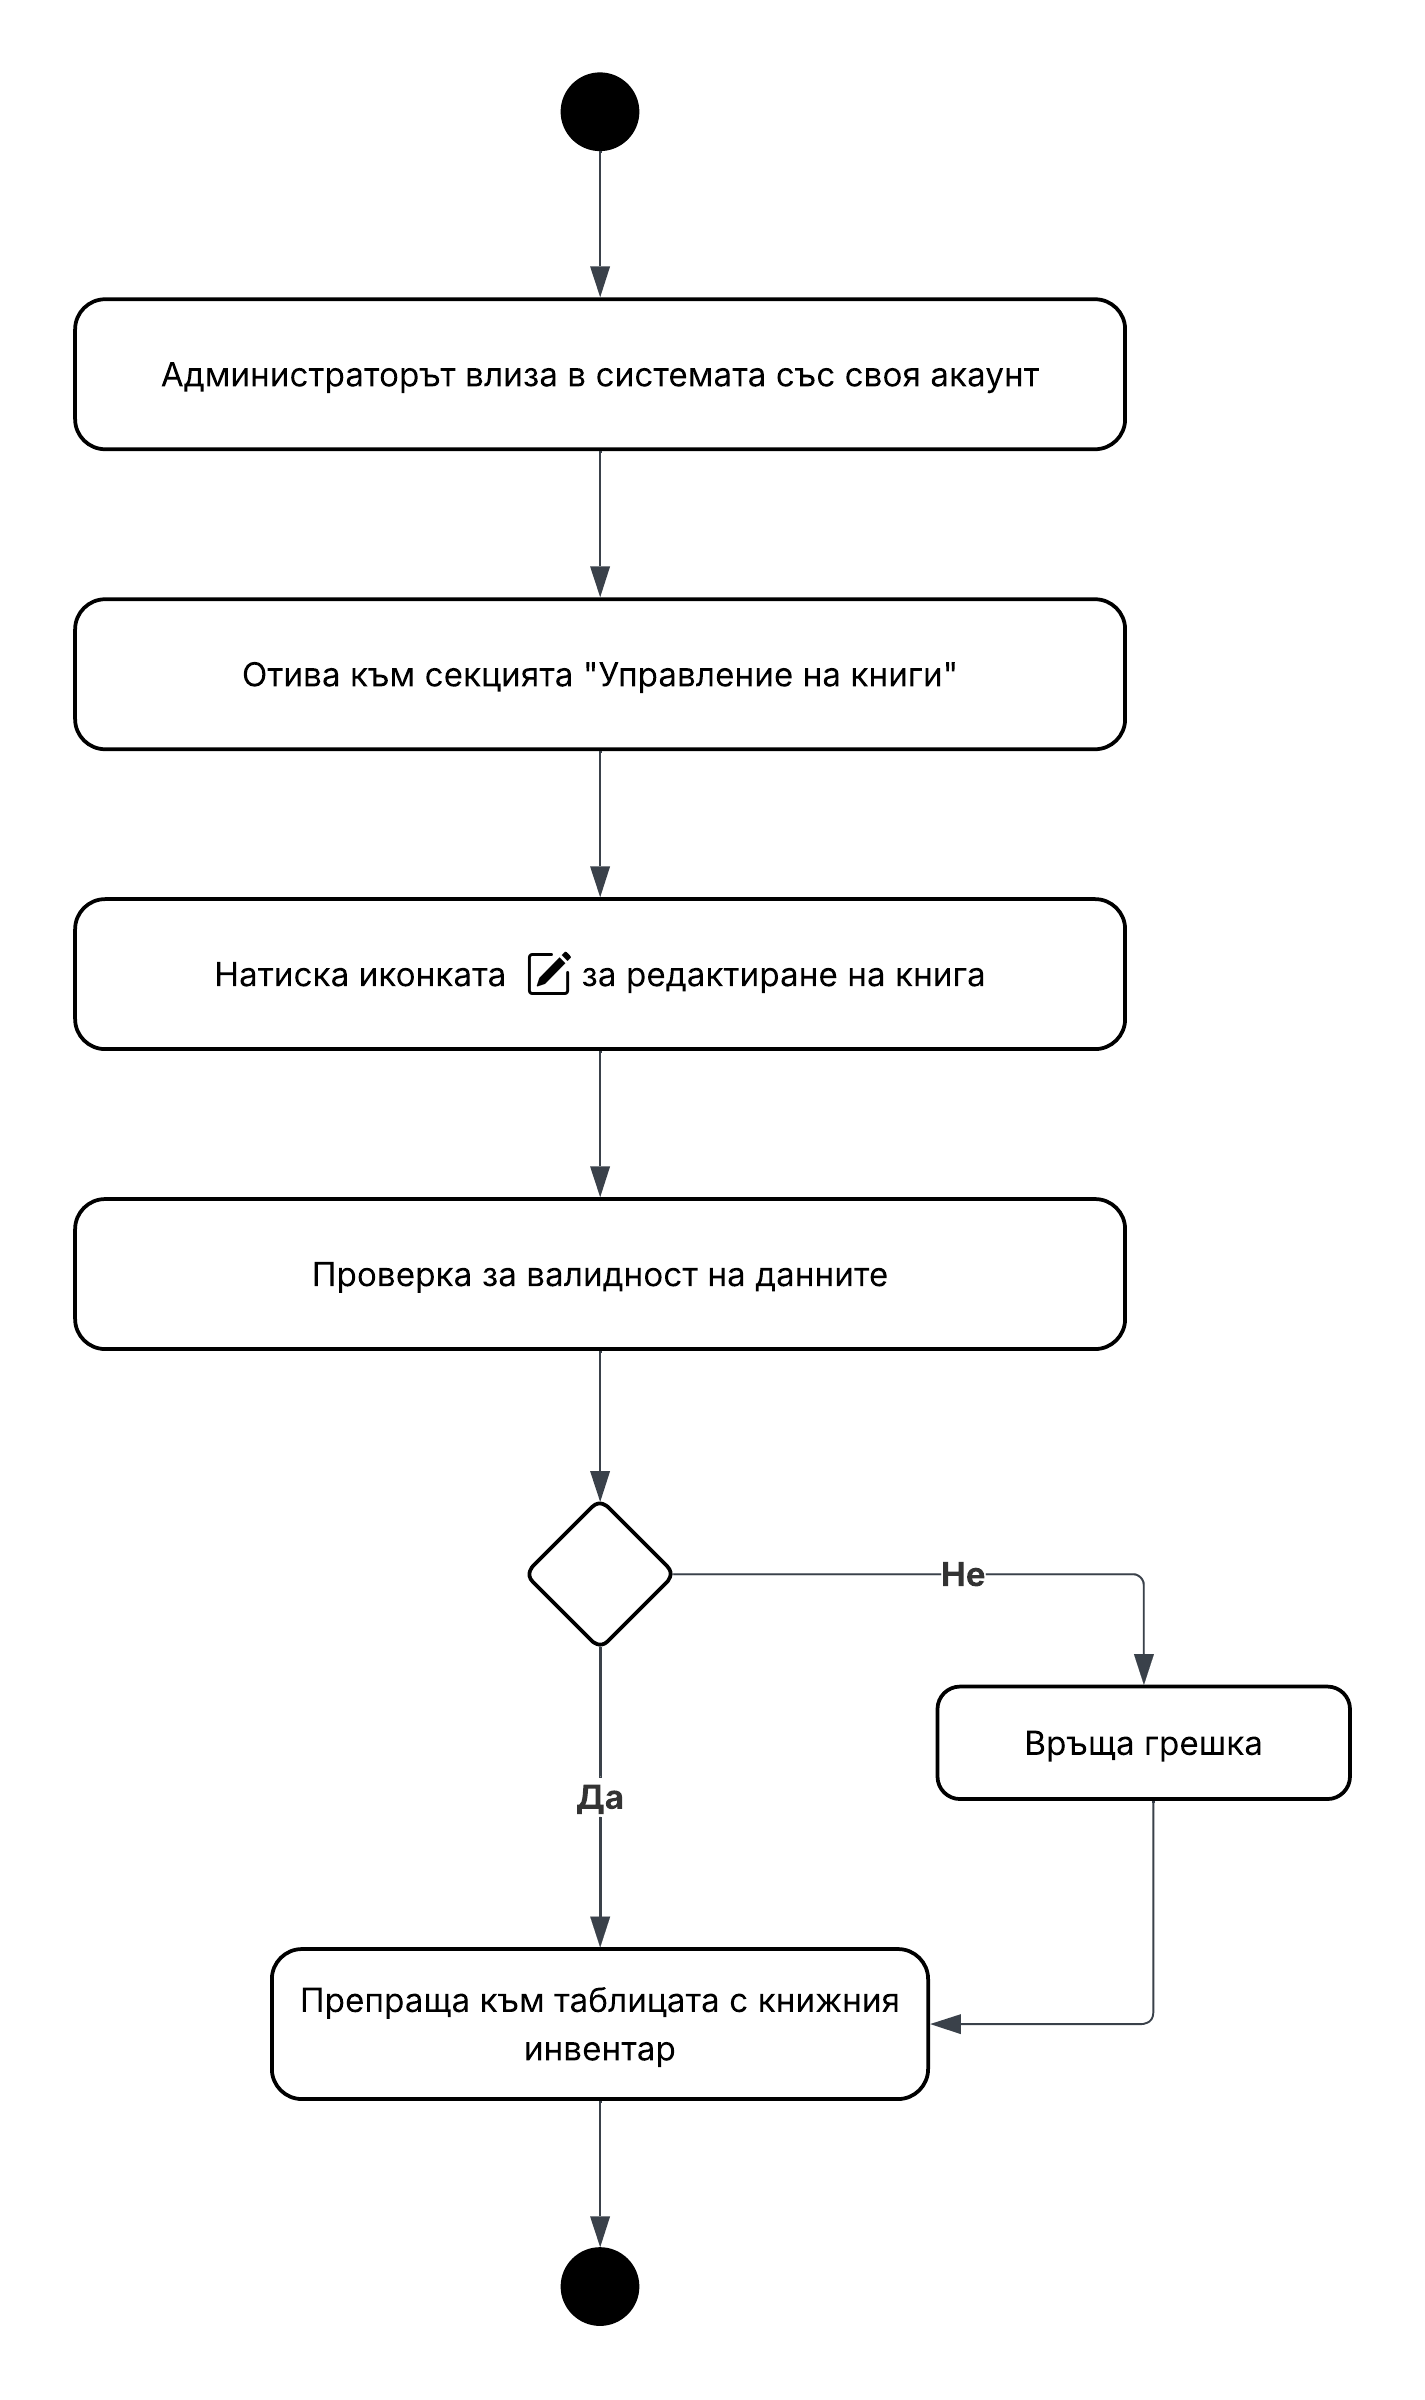 Администраторът влиза в системата със своя акаунт
Отива към секцията "Управление на книги"
Натиска иконката за редактиране на книга
Проверка за валидност на данните
Не
Връща грешка
Да
Препраща към таблицата с книжния
инвентар